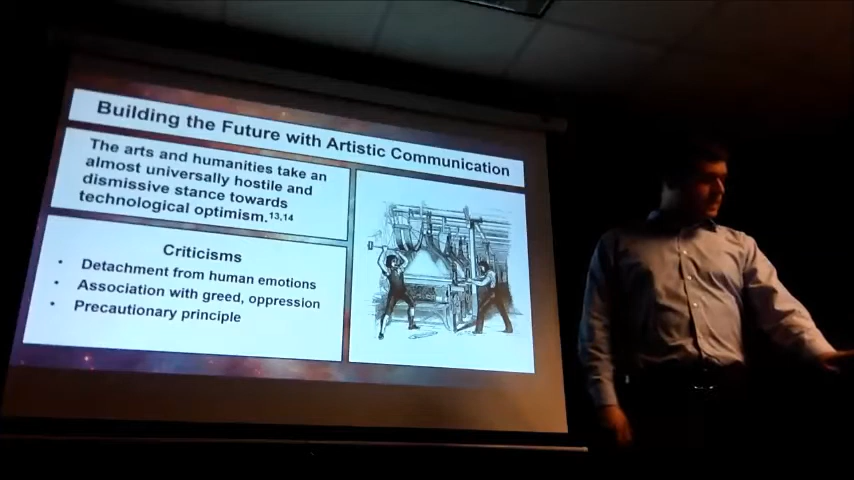 Building the Future with Artistic Communication
The arts and humanities take an
almost universally hostile and
dismissive stance towards
technological optimism.13,14
Criticisms
• Detachment from human emotions
• Association with greed, oppression
• Precautionary principle